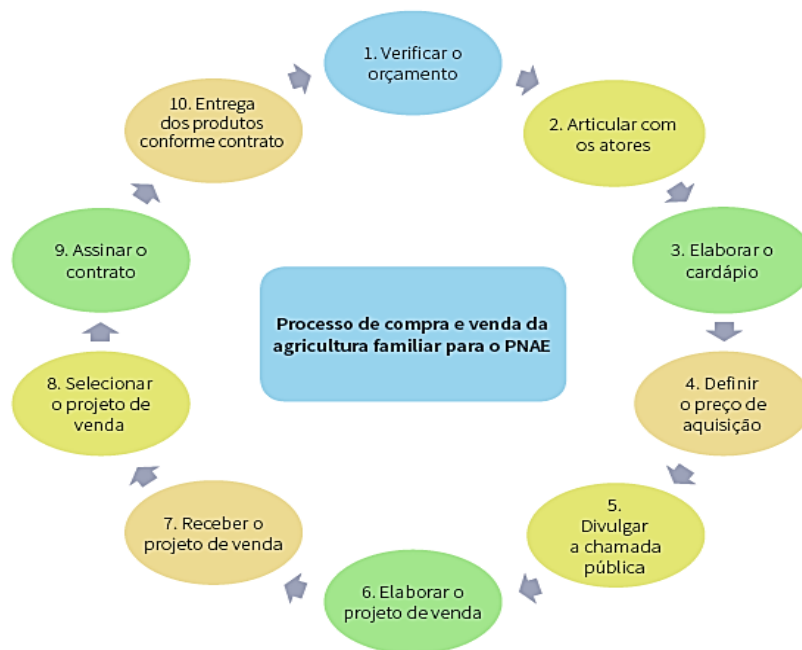 1. Verificar o
orçamento
2. Articular com
os atores
3. Elaborar o
cardápio
4. Definir
o preço de
aquisição
5.
Divulgar
a chamada
pública
6. Elaborar o
projeto de venda
7. Receber o
projeto de venda
8. Selecionar
o projeto de
venda
9. Assinar o
contrato
10. Entrega
dos produtos
conforme contrato
Processo de compra e venda da
agricultura familiar para o PNAE